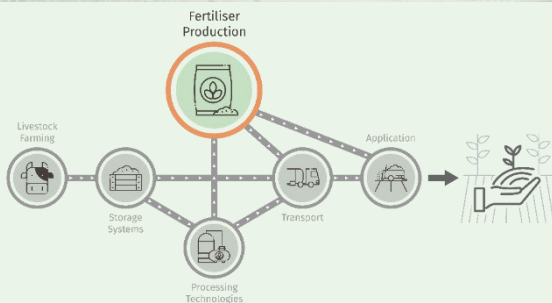 Fertiliser
Production
Livestock
Farming
Application
Storage
Systems
Transport
Processing
Technologies